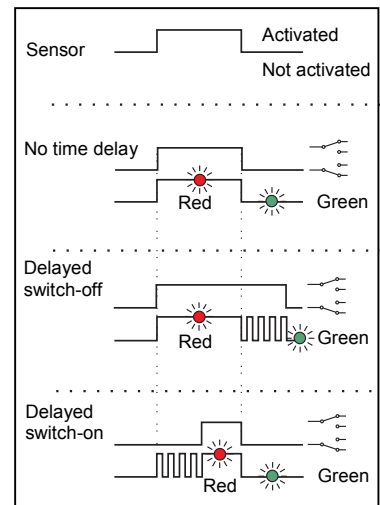 Sensor
Activated
Not activated
No time delay
Red
Green
Delayed
switch-off
Red
Green
Delayed
switch-on
Red
Green